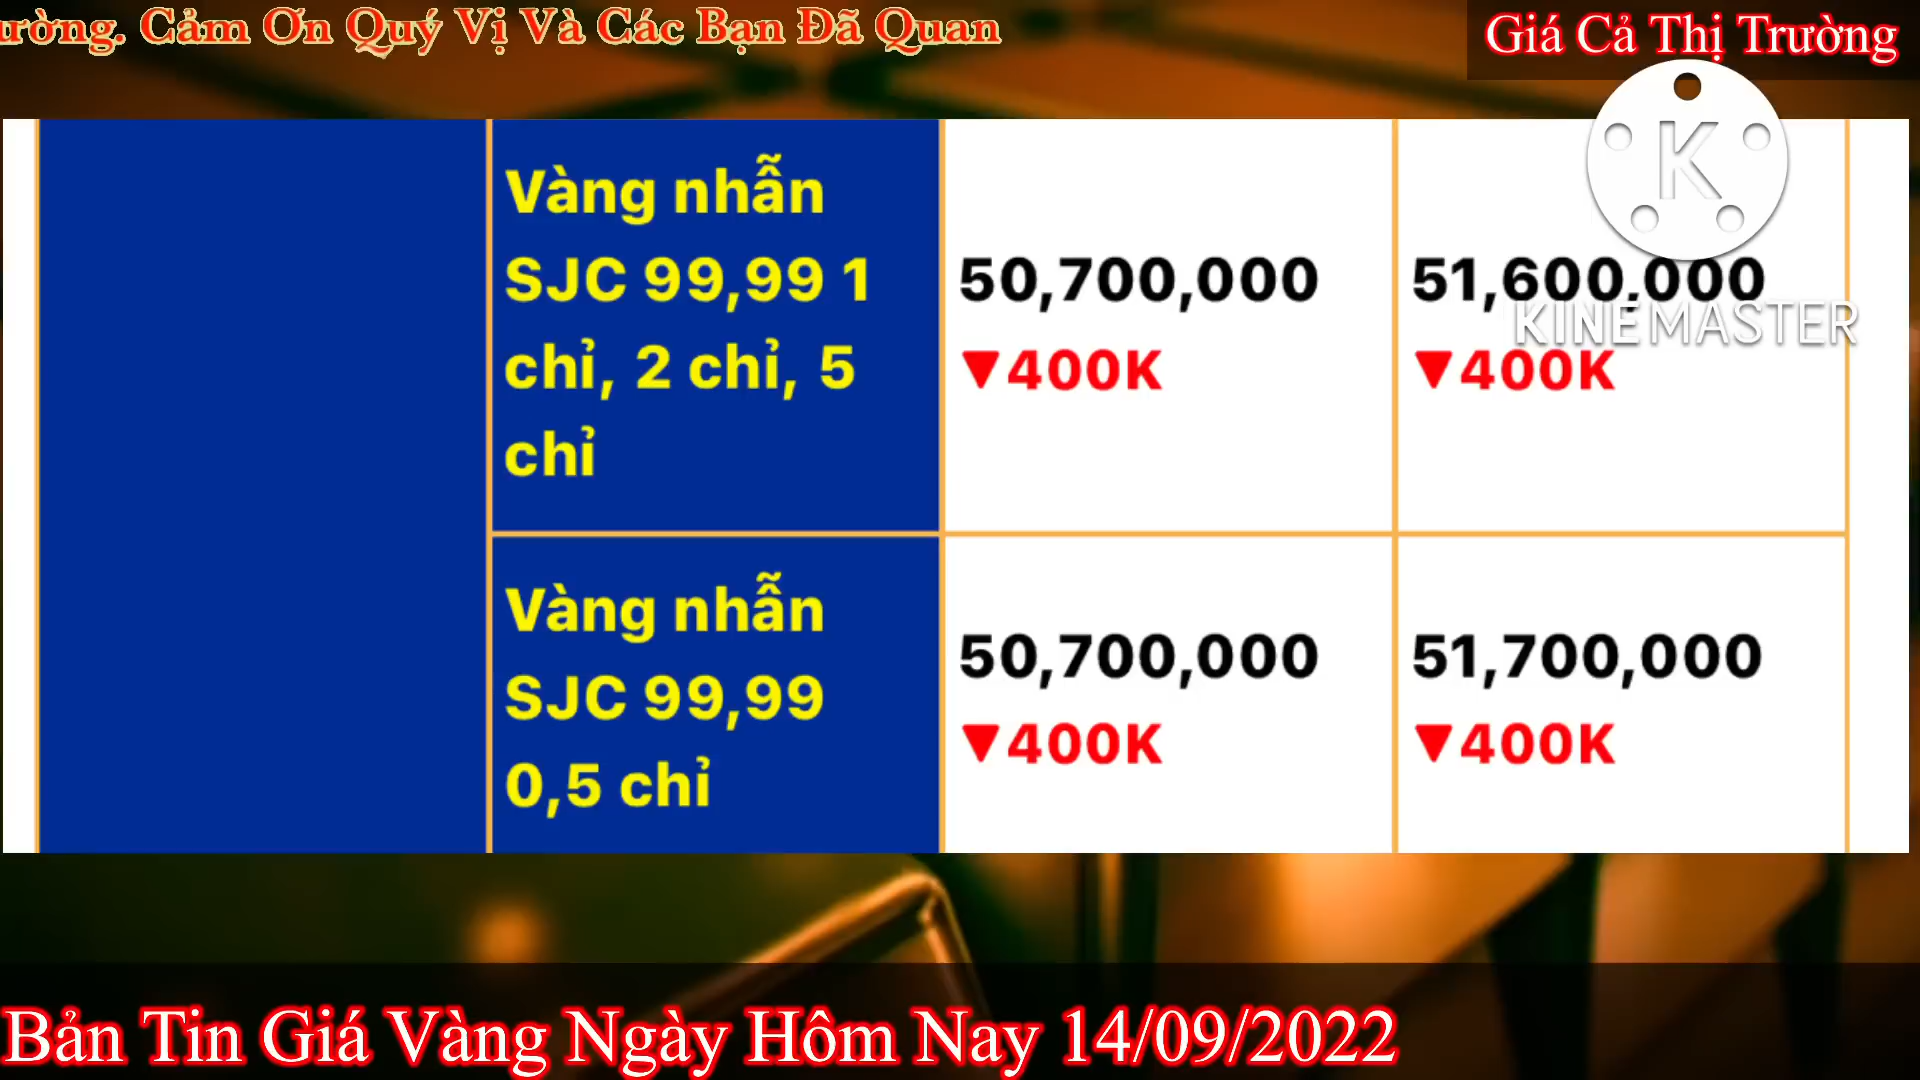 ường. Cảm Ơn Quý Vị Và Các Bạn Đã Quan
Giá Cả Thị Trường
K
KINEMASTER
Vàng nhẫn
SJC 99,99 1
chỉ, 2 chỉ, 5
chỉ
50,700,000
▼400K
51,600,000
▼400K
Vàng nhẫn
SJC 99,99
0,5 chỉ
50,700,000
▼400K
51,700,000
▼400K
Bản Tin Giá Vàng Ngày Hôm Nay 14/09/2022